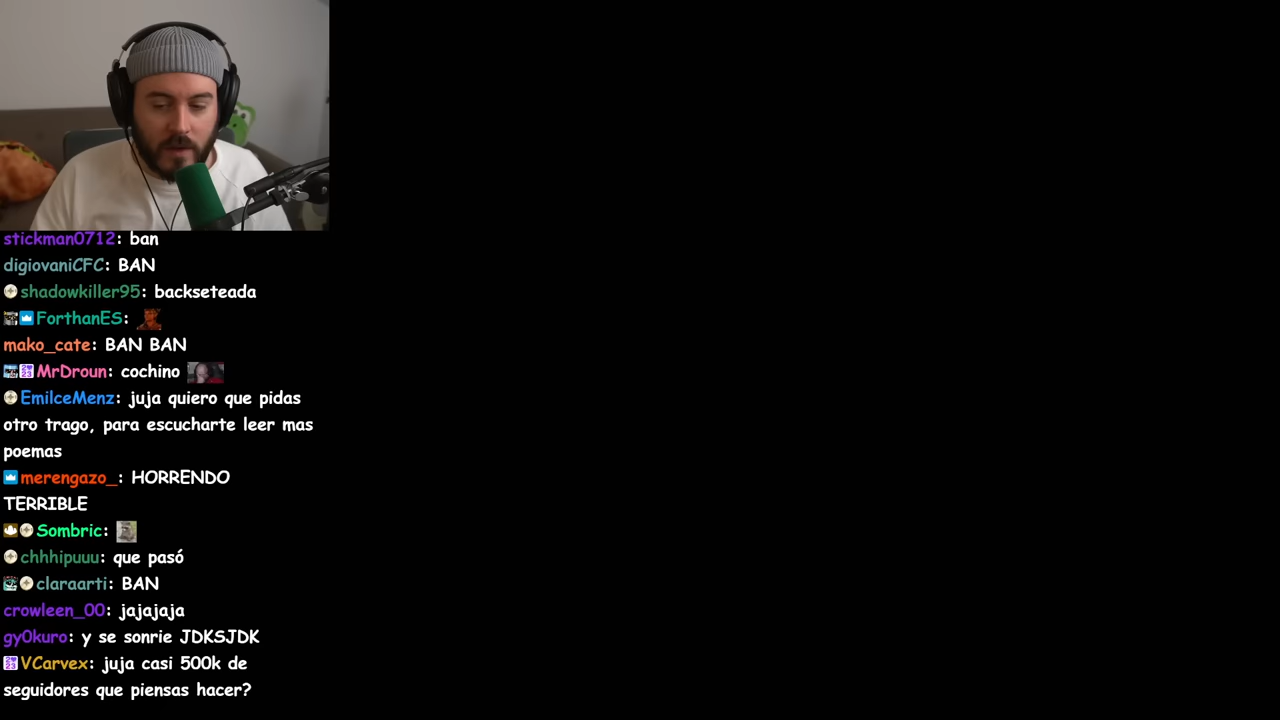 stickman0712: ban
digiovaniCFC: BAN
shadowkiller95: backseteada
ForthanES:
mako_cate: BAN BAN
MrDroun: cochino
EmilceMenz: juja quiero que pidas
otro trago, para escucharte leer mas
poemas
merengazo_: HORRENDO
TERRIBLE
Sombric:
chhhipuuu: que pasó
claraarti: BAN
crowleen_00: jajajaja
gy0kuro: y se sonrie JDKSJDK
VCarvex: juja casi 500k de
seguidores que piensas hacer?